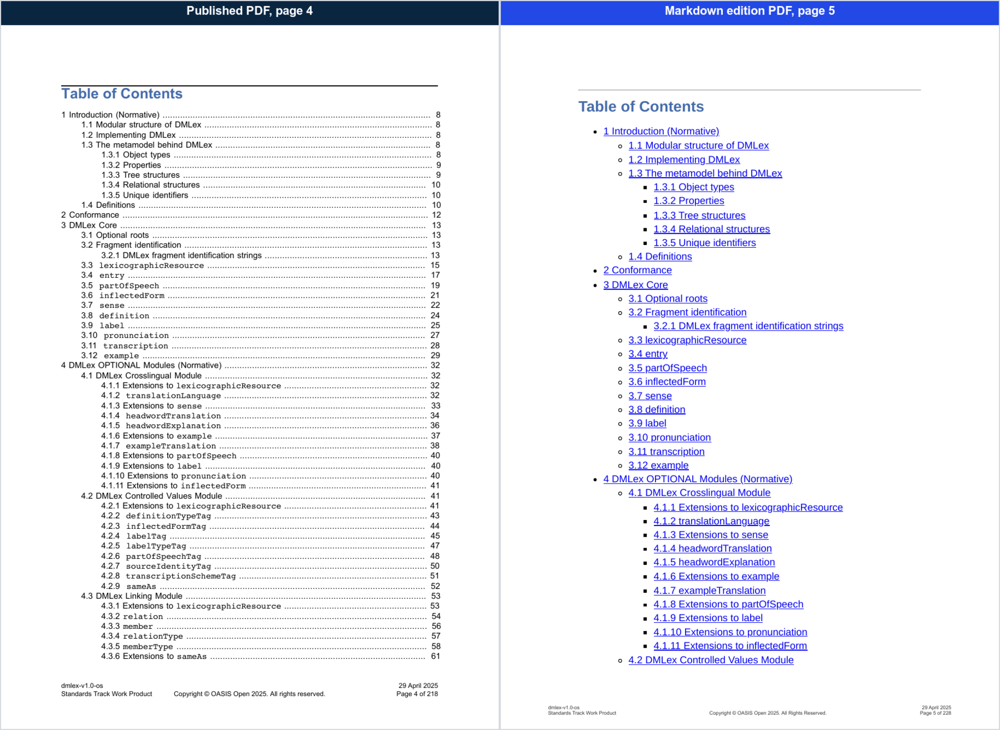 Published PDF, page 4
Table of Contents
1 Introduction (Normative) ........ 8
1.1 Modular structure of DMLex ........ 8
1.2 Implementing DMLex ........ 8
1.3 The metamodel behind DMLex ........ 8
1.3.1 Object types ........ 8
1.3.2 Properties ........ 9
1.3.3 Tree structures ........ 9
1.3.4 Relational structures ........ 10
1.3.5 Unique identifiers ........ 10
1.4 Definitions ........ 10
2 Conformance ........ 12
3 DMLex Core ........ 13
3.1 Optional roots ........ 13
3.2 Fragment identification ........ 13
3.2.1 DMLex fragment identification strings ........ 13
3.3 lexicographicResource ........ 15
3.4 entry ........ 17
3.5 partOfSpeech ........ 19
3.6 inflectedForm ........ 21
3.7 sense ........ 22
3.8 definition ........ 24
3.9 label ........ 25
3.10 pronunciation ........ 27
3.11 transcription ........ 28
3.12 example ........ 29
4 DMLex OPTIONAL Modules (Normative) ........ 32
4.1 DMLex Crosslingual Module ........ 32
4.1.1 Extensions to lexicographicResource ........ 32
4.1.2 translationLanguage ........ 32
4.1.3 Extensions to sense ........ 33
4.1.4 headwordTranslation ........ 34
4.1.5 headwordExplanation ........ 36
4.1.6 Extensions to example ........ 37
4.1.7 exampleTranslation ........ 38
4.1.8 Extensions to partOfSpeech ........ 40
4.1.9 Extensions to label ........ 40
4.1.10 Extensions to pronunciation ........ 40
4.1.11 Extensions to inflectedForm ........ 41
4.2 DMLex Controlled Values Module ........ 41
4.2.1 Extensions to lexicographicResource ........ 41
4.2.2 definitionTypeTag ........ 43
4.2.3 inflectedFormTag ........ 44
4.2.4 labelTag ........ 45
4.2.5 labelTypeTag ........ 47
4.2.6 partOfSpeechTag ........ 48
4.2.7 sourceIdentityTag ........ 50
4.2.8 transcriptionSchemeTag ........ 51
4.2.9 sameAs ........ 52
4.3 DMLex Linking Module ........ 53
4.3.1 Extensions to lexicographicResource ........ 53
4.3.2 relation ........ 54
4.3.3 member ........ 56
4.3.4 relationType ........ 57
4.3.5 memberType ........ 58
4.3.6 Extensions to sameAs ........ 61
dmlex-v1.0-os 29 April 2025
Standards Track Work Product Copyright © OASIS Open 2025. All rights reserved. Page 4 of 218
Markdown edition PDF, page 5
Table of Contents
• 1 Introduction (Normative)
◦ 1.1 Modular structure of DMLex
◦ 1.2 Implementing DMLex
◦ 1.3 The metamodel behind DMLex
▪ 1.3.1 Object types
▪ 1.3.2 Properties
▪ 1.3.3 Tree structures
▪ 1.3.4 Relational structures
▪ 1.3.5 Unique identifiers
◦ 1.4 Definitions
• 2 Conformance
• 3 DMLex Core
◦ 3.1 Optional roots
◦ 3.2 Fragment identification
▪ 3.2.1 DMLex fragment identification strings
◦ 3.3 lexicographicResource
◦ 3.4 entry
◦ 3.5 partOfSpeech
◦ 3.6 inflectedForm
◦ 3.7 sense
◦ 3.8 definition
◦ 3.9 label
◦ 3.10 pronunciation
◦ 3.11 transcription
◦ 3.12 example
• 4 DMLex OPTIONAL Modules (Normative)
◦ 4.1 DMLex Crosslingual Module
▪ 4.1.1 Extensions to lexicographicResource
▪ 4.1.2 translationLanguage
▪ 4.1.3 Extensions to sense
▪ 4.1.4 headwordTranslation
▪ 4.1.5 headwordExplanation
▪ 4.1.6 Extensions to example
▪ 4.1.7 exampleTranslation
▪ 4.1.8 Extensions to partOfSpeech
▪ 4.1.9 Extensions to label
▪ 4.1.10 Extensions to pronunciation
▪ 4.1.11 Extensions to inflectedForm
◦ 4.2 DMLex Controlled Values Module
dmlex-v1.0-os 29 April 2025
Standards Track Work Product Copyright © OASIS Open 2025. All Rights Reserved. Page 5 of 228